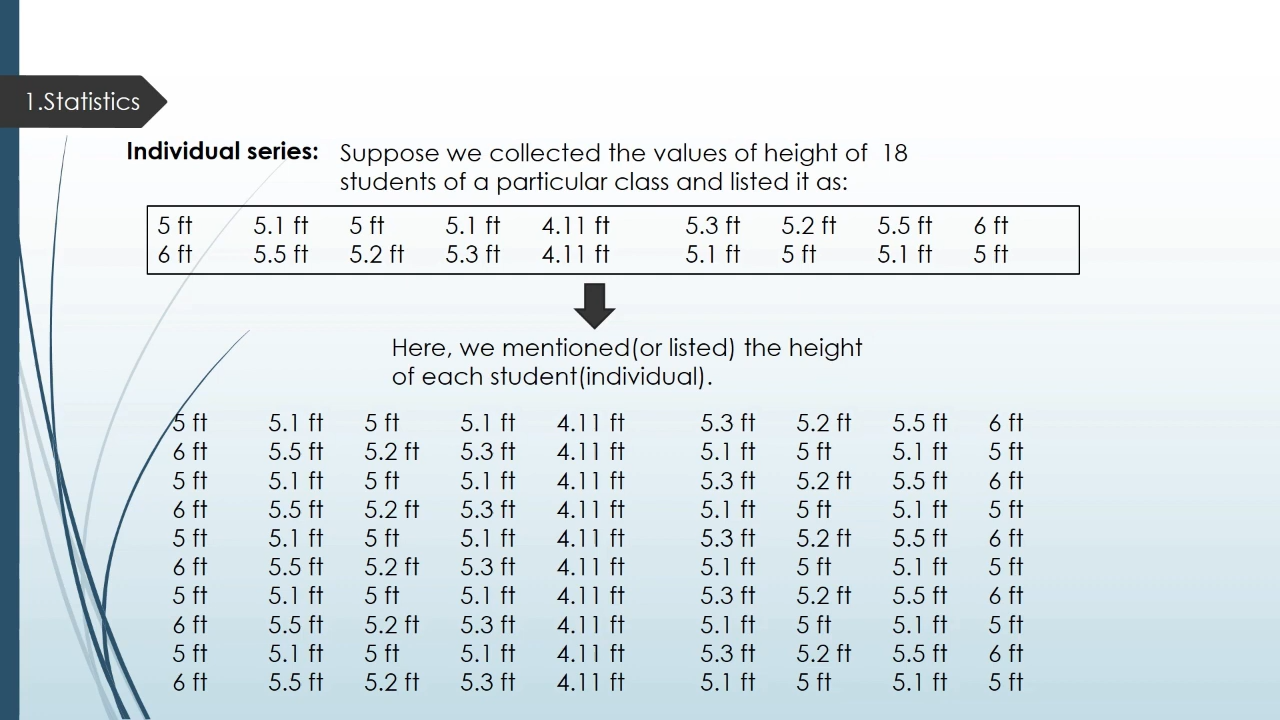 1.Statistics
Individual series: Suppose we collected the values of height of 18
students of a particular class and listed it as:
5 ft 5.1 ft 5 ft 5.1 ft 4.11 ft 5.3 ft 5.2 ft 5.5 ft 6 ft
6 ft 5.5 ft 5.2 ft 5.3 ft 4.11 ft 5.1 ft 5 ft 5.1 ft 5 ft
Here, we mentioned(or listed) the height
of each student(individual).
5 ft 5.1 ft 5 ft 5.1 ft 4.11 ft 5.3 ft 5.2 ft 5.5 ft 6 ft
6 ft 5.5 ft 5.2 ft 5.3 ft 4.11 ft 5.1 ft 5 ft 5.1 ft 5 ft
5 ft 5.1 ft 5 ft 5.1 ft 4.11 ft 5.3 ft 5.2 ft 5.5 ft 6 ft
6 ft 5.5 ft 5.2 ft 5.3 ft 4.11 ft 5.1 ft 5 ft 5.1 ft 5 ft
5 ft 5.1 ft 5 ft 5.1 ft 4.11 ft 5.3 ft 5.2 ft 5.5 ft 6 ft
6 ft 5.5 ft 5.2 ft 5.3 ft 4.11 ft 5.1 ft 5 ft 5.1 ft 5 ft
5 ft 5.1 ft 5 ft 5.1 ft 4.11 ft 5.3 ft 5.2 ft 5.5 ft 6 ft
6 ft 5.5 ft 5.2 ft 5.3 ft 4.11 ft 5.1 ft 5 ft 5.1 ft 5 ft
5 ft 5.1 ft 5 ft 5.1 ft 4.11 ft 5.3 ft 5.2 ft 5.5 ft 6 ft
6 ft 5.5 ft 5.2 ft 5.3 ft 4.11 ft 5.1 ft 5 ft 5.1 ft 5 ft